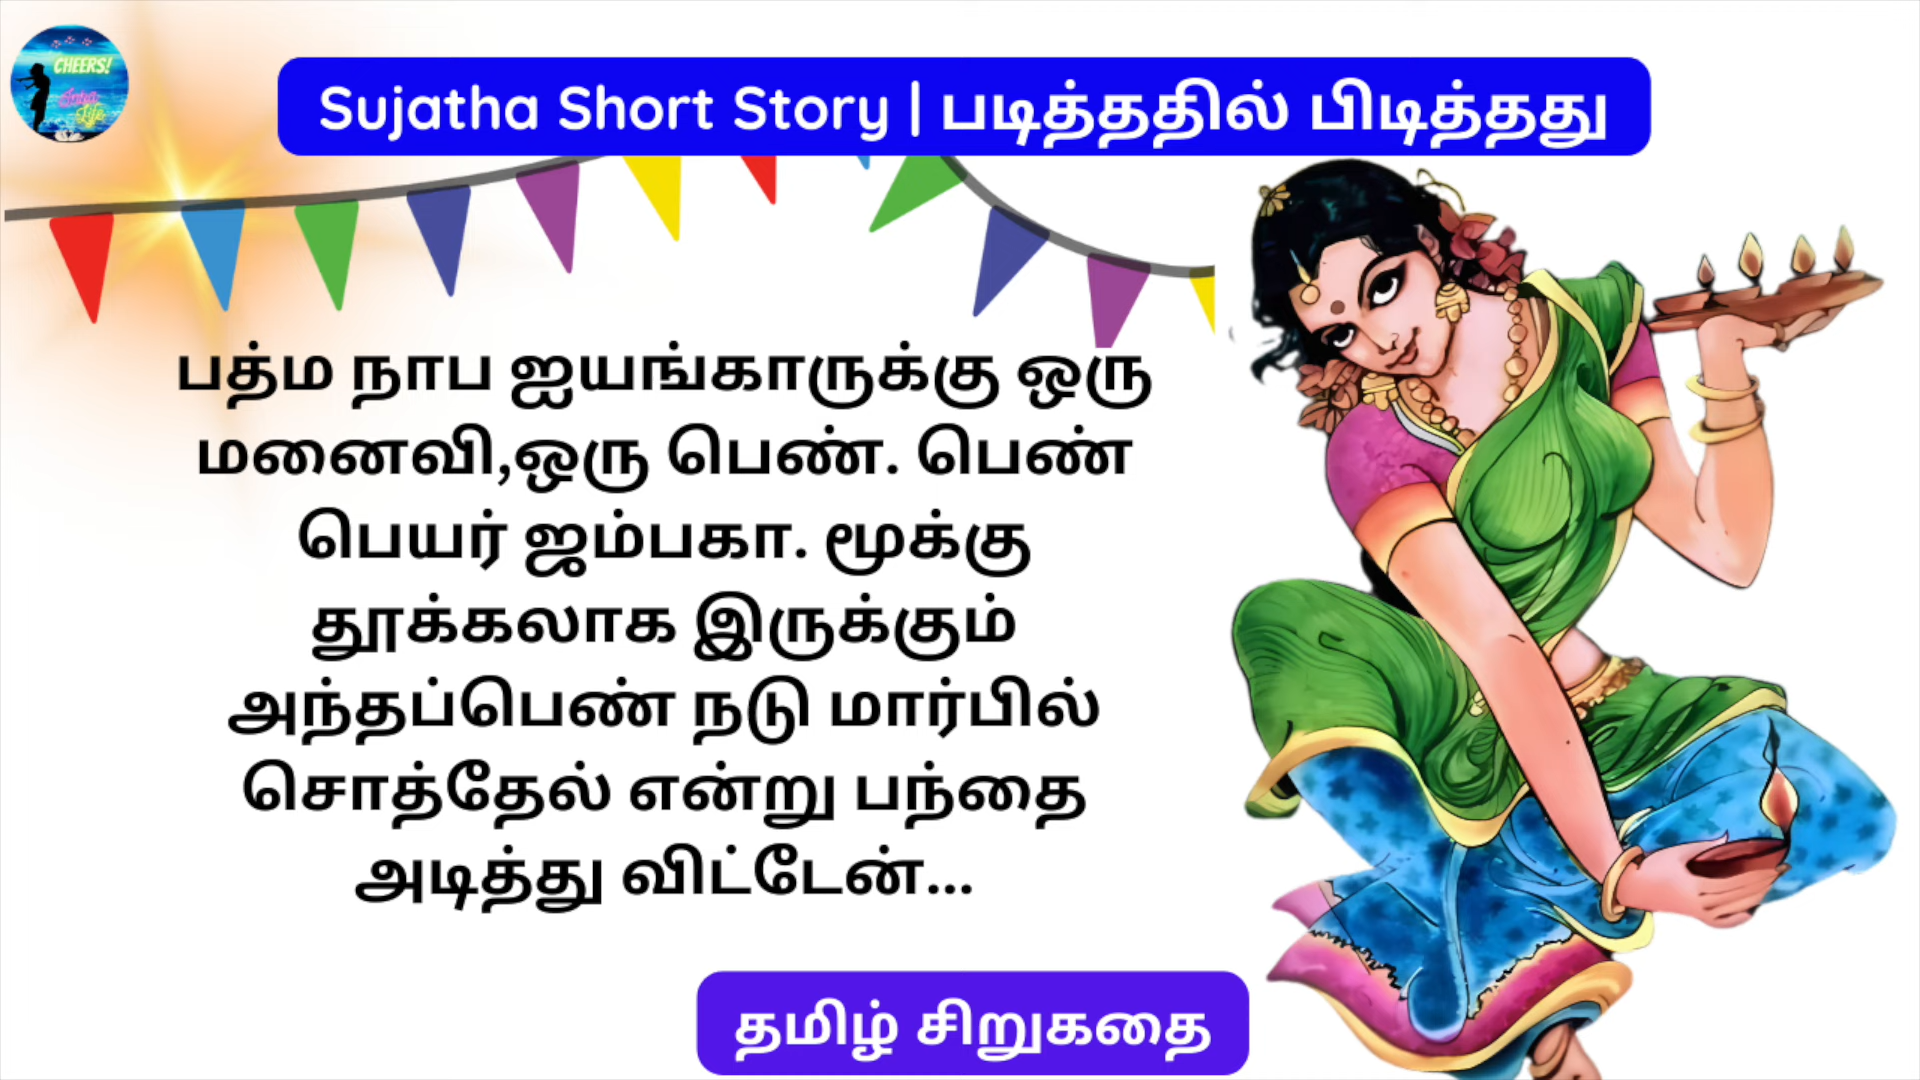 CHEERS!
Sujatha Short Story | படித்ததில் பிடித்தது
பத்ம நாப ஐயங்காருக்கு ஒரு
மனைவி,ஒரு பெண். பெண்
பெயர் ஜம்பகா. மூக்கு
தூக்கலாக இருக்கும்
அந்தப்பெண் நடு மார்பில்
சொத்தேல் என்று பந்தை
அடித்து விட்டேன்...
தமிழ் சிறுகதை